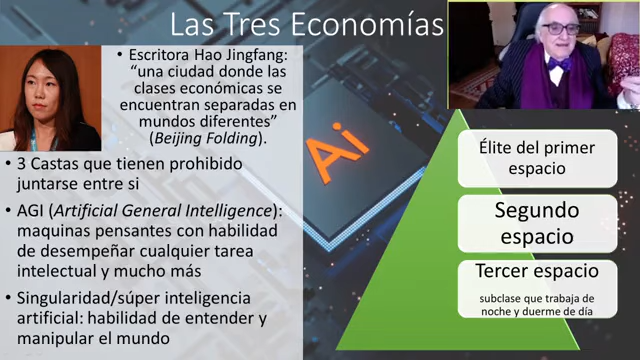 Las Tres Economías
• Escritora Hao Jingfang:
“una ciudad donde las
clases económicas se
encuentran separadas en
mundos diferentes”
(Beijing Folding).
• 3 Castas que tienen prohibido
juntarse entre si
• AGI (Artificial General Intelligence):
maquinas pensantes con habilidad
de desempeñar cualquier tarea
intelectual y mucho más
• Singularidad/súper inteligencia
artificial: habilidad de entender y
manipular el mundo
Ai
Élite del primer
espacio
Segundo
espacio
Tercer espacio
subclase que trabaja de
noche y duerme de día